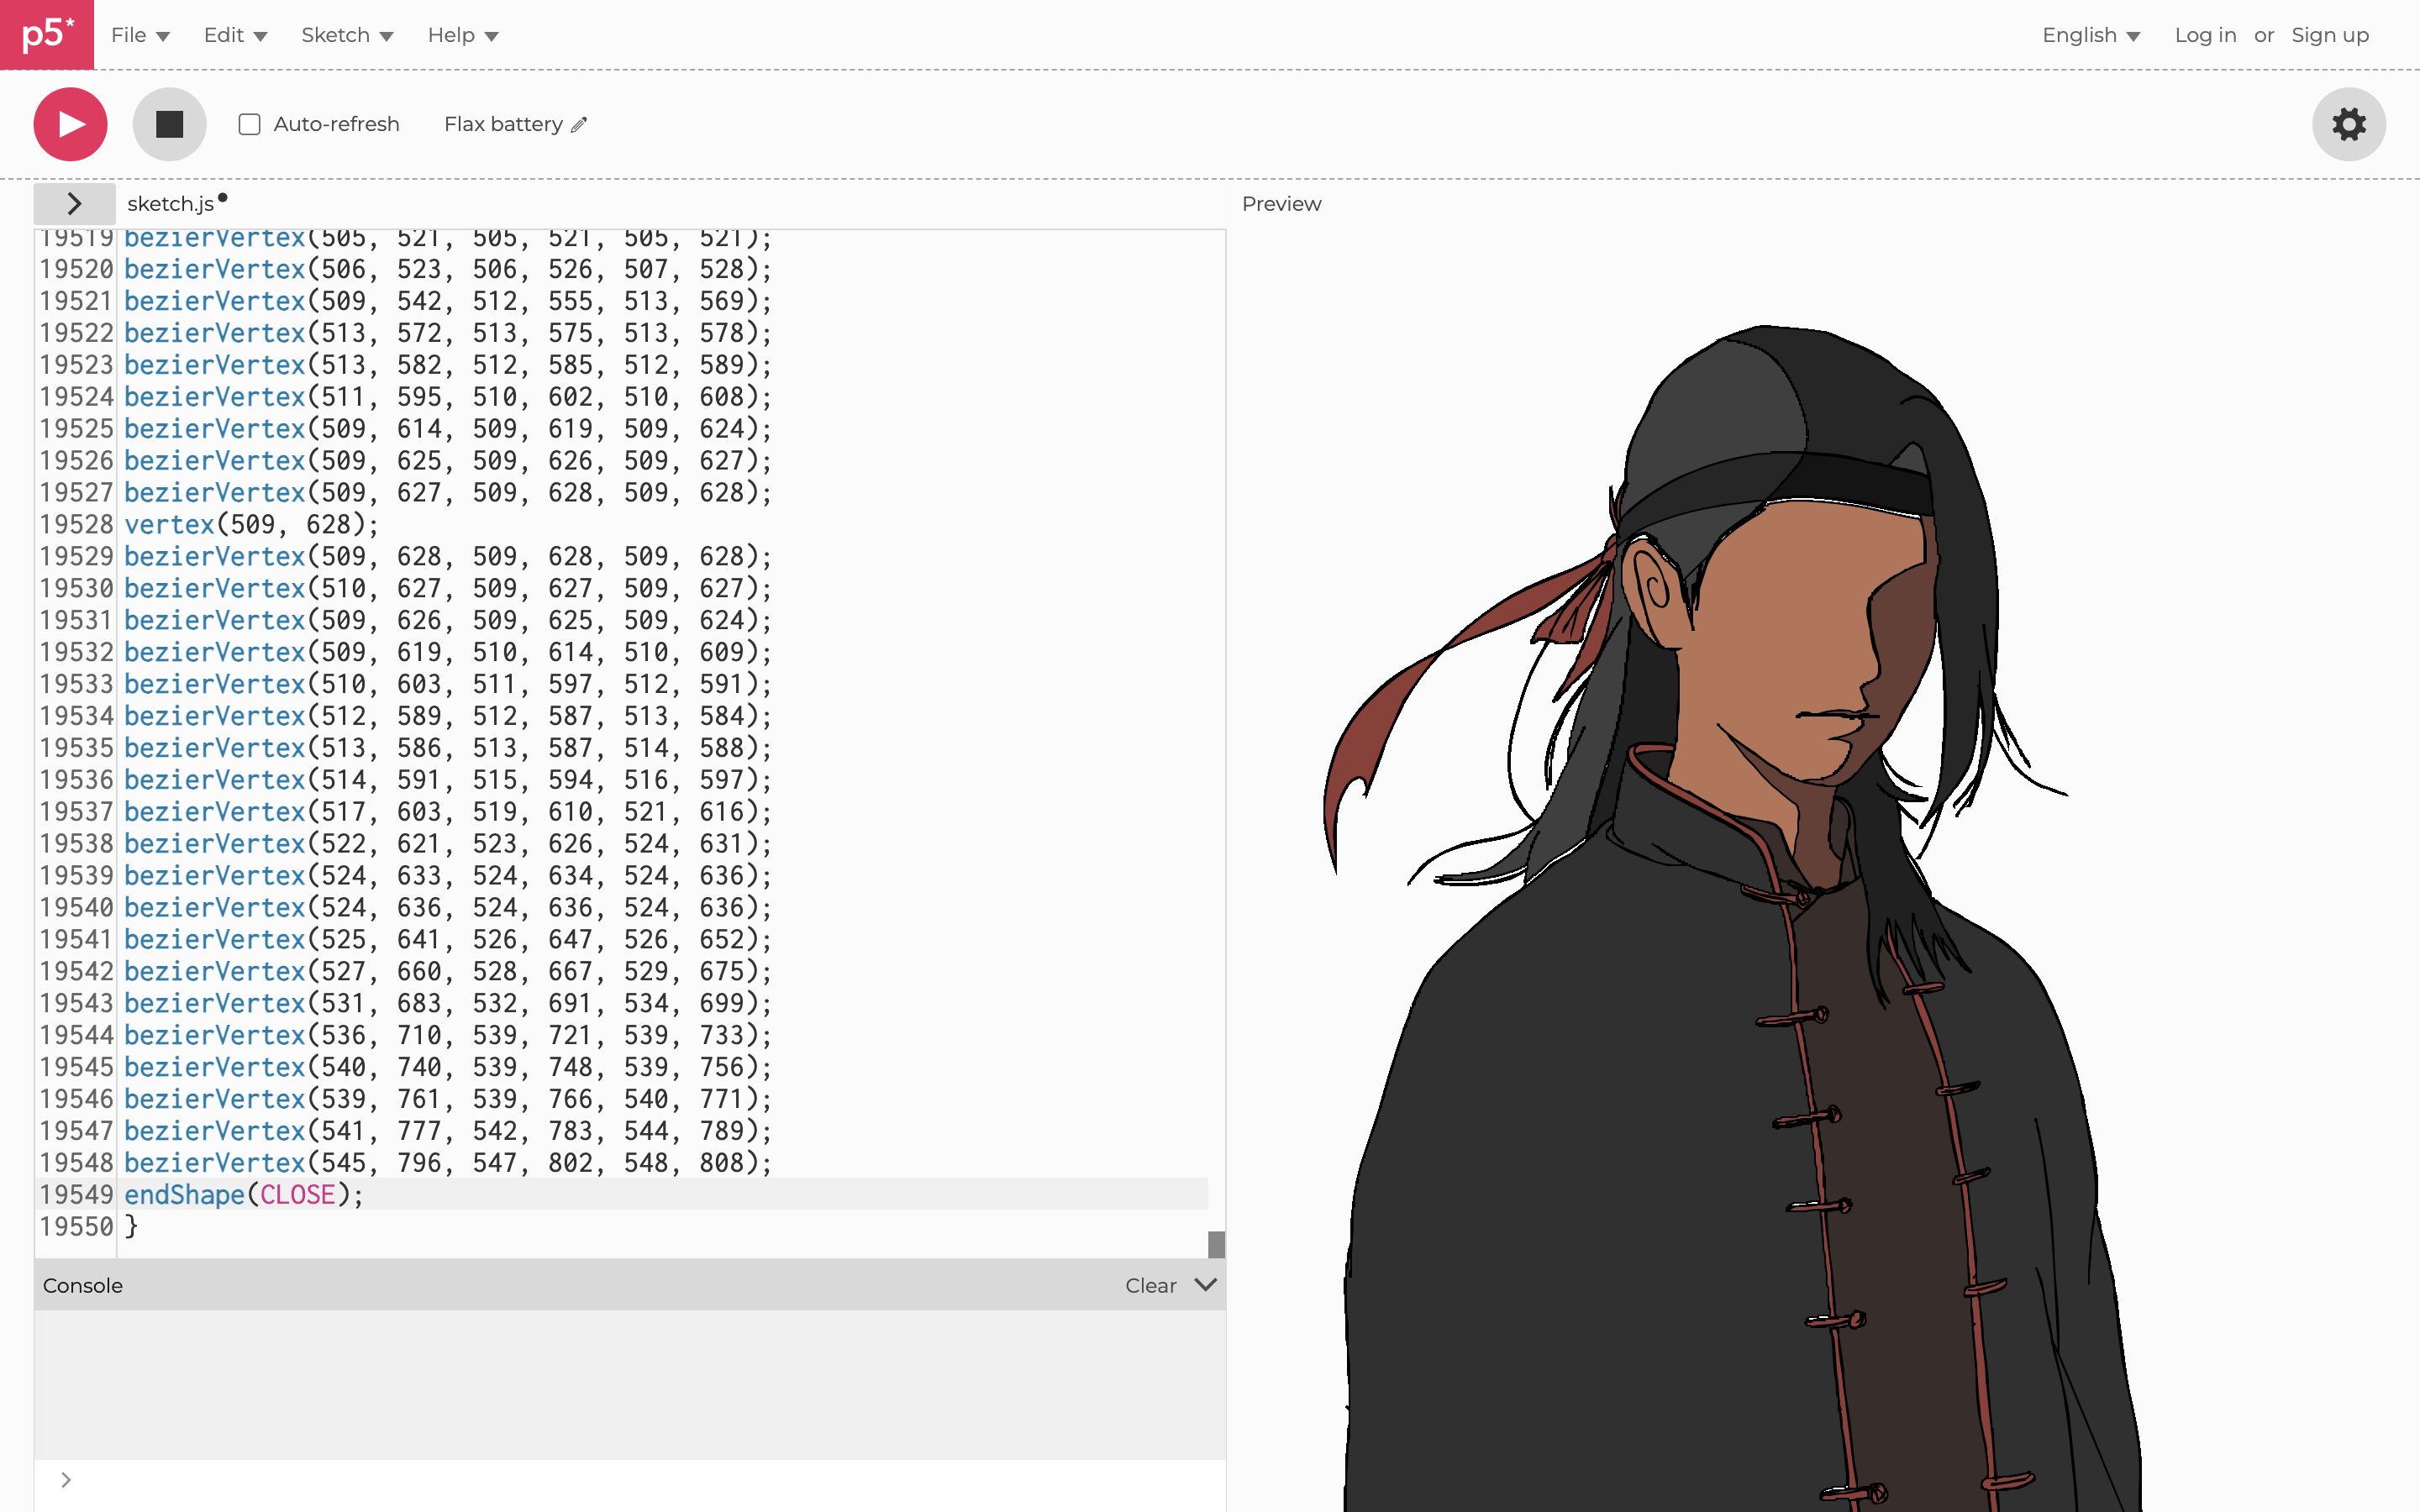 p5* File Edit Sketch Help English Log in or Sign up
Auto-refresh Flax battery
sketch.js
Preview
19519 bezierVertex(505, 521, 505, 521, 505, 521);
19520 bezierVertex(506, 523, 506, 526, 507, 528);
19521 bezierVertex(509, 542, 512, 555, 513, 569);
19522 bezierVertex(513, 572, 513, 575, 513, 578);
19523 bezierVertex(513, 582, 512, 585, 512, 589);
19524 bezierVertex(511, 595, 510, 602, 510, 608);
19525 bezierVertex(509, 614, 509, 619, 509, 624);
19526 bezierVertex(509, 625, 509, 626, 509, 627);
19527 bezierVertex(509, 627, 509, 628, 509, 628);
19528 vertex(509, 628);
19529 bezierVertex(509, 628, 509, 628, 509, 628);
19530 bezierVertex(510, 627, 509, 627, 509, 627);
19531 bezierVertex(509, 626, 509, 625, 509, 624);
19532 bezierVertex(509, 619, 510, 614, 510, 609);
19533 bezierVertex(510, 603, 511, 597, 512, 591);
19534 bezierVertex(512, 589, 512, 587, 513, 584);
19535 bezierVertex(513, 586, 513, 587, 514, 588);
19536 bezierVertex(514, 591, 515, 594, 516, 597);
19537 bezierVertex(517, 603, 519, 610, 521, 616);
19538 bezierVertex(522, 621, 523, 626, 524, 631);
19539 bezierVertex(524, 633, 524, 634, 524, 636);
19540 bezierVertex(524, 636, 524, 636, 524, 636);
19541 bezierVertex(525, 641, 526, 647, 526, 652);
19542 bezierVertex(527, 660, 528, 667, 529, 675);
19543 bezierVertex(531, 683, 532, 691, 534, 699);
19544 bezierVertex(536, 710, 539, 721, 539, 733);
19545 bezierVertex(540, 740, 539, 748, 539, 756);
19546 bezierVertex(539, 761, 539, 766, 540, 771);
19547 bezierVertex(541, 777, 542, 783, 544, 789);
19548 bezierVertex(545, 796, 547, 802, 548, 808);
19549 endShape(CLOSE);
19550 }
Console Clear